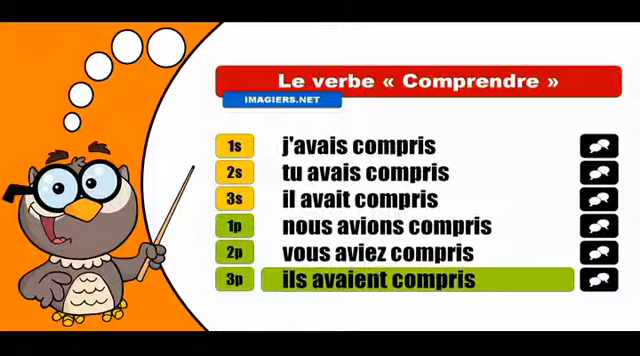 Le verbe « Comprendre »
IMAGIERS.NET
1s j'avais compris
2s tu avais compris
3s il avait compris
1p nous avions compris
2p vous aviez compris
3p ils avaient compris